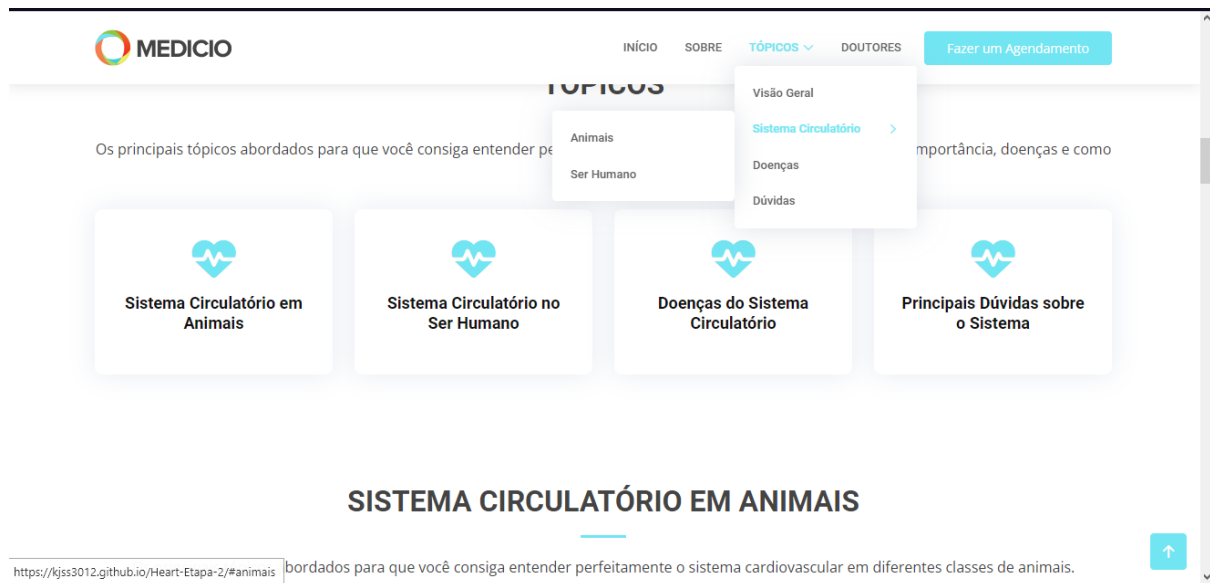 MEDICIO
INÍCIO SOBRE TÓPICOS DOUTORES Fazer um Agendamento
TÓPICOS
Visão Geral
Sistema Circulatório
Doenças
Dúvidas
Animais
Ser Humano
Os principais tópicos abordados para que você consiga entender doenças e como
Sistema Circulatório em
Animais
Sistema Circulatório no
Ser Humano
Doenças do Sistema
Circulatório
Principais Dúvidas sobre
o Sistema
SISTEMA CIRCULATÓRIO EM ANIMAIS
para que você consiga entender perfeitamente o sistema cardiovascular em diferentes classes de animais.
https://kjss3012.github.io/Heart-Etapa-2/#animais